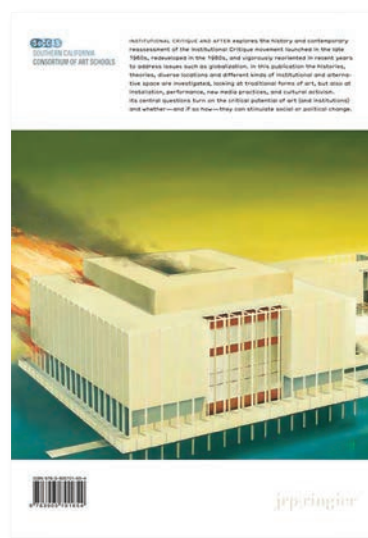 SoCCAS
SOUTHERN CALIFORNIA
CONSORTIUM OF ART SCHOOLS
INSTITUTIONAL CRITIQUE AND AFTER explores the history and contemporary
reassessment of the Institutional Critique movement launched in the late
1960s, redeveloped in the 1980s, and vigorously reoriented in recent years
to address issues such as globalization. In this publication the histories,
theories, diverse locations and different kinds of institutional and alterna-
tive space are investigated, looking at traditional forms of art, but also at
installation, performance, new media practices, and cultural activism.
Its central questions turn on the critical potential of art (and institutions)
and whether—and if so how—they can stimulate social or political change.
jrp|ringier